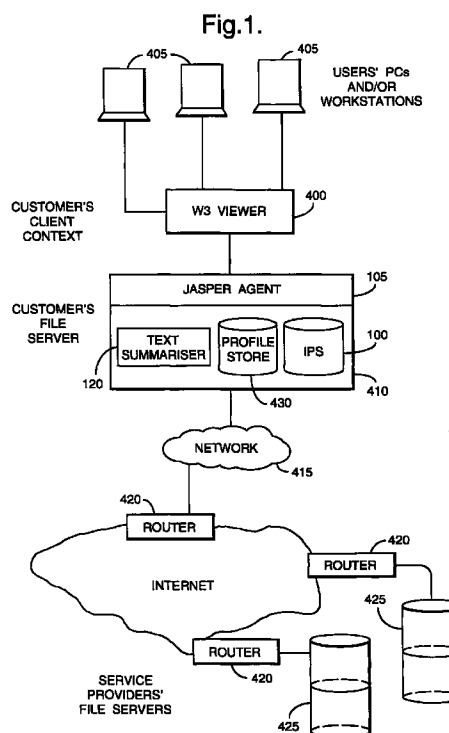 Fig.1.
405
405
USERS' PCs
AND/OR
WORKSTATIONS
W3 VIEWER
400
CUSTOMER'S
CLIENT
CONTEXT
JASPER AGENT
105
CUSTOMER'S
FILE
SERVER
TEXT
SUMMARISER
PROFILE
STORE
IPS
100
120
430
410
NETWORK
415
420
ROUTER
420
ROUTER
INTERNET
425
ROUTER
420
SERVICE
PROVIDERS'
FILE SERVERS
425